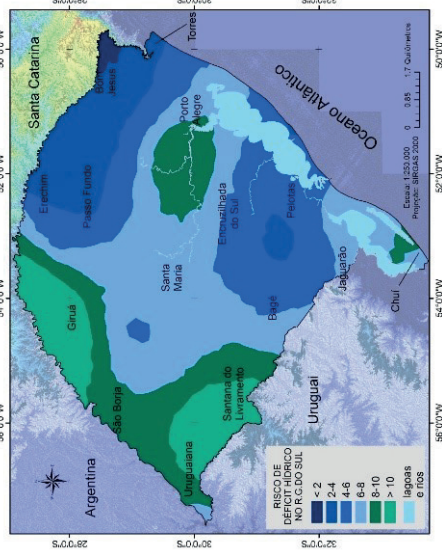 56°0'0"W
54°0'0"W
52°0'0"W
50°0'0"W
28°0'0"S
30°0'0"S
32°0'0"S
Argentina
Santa Catarina
Erechim
Bom
Jesus
Passo Fundo
Giruá
São Borja
Torres
Uruguaiana
Santa
Maria
Porto
Alegre
Santana do
Livramento
Encruzilhada
do Sul
Bagé
Pelotas
Uruguai
Jaguarão
Chuí
Oceano Atlântico
RISCO DE
DÉFICIT HÍDRICO
NO R.G.DO SUL
< 2
2-4
4-6
6-8
8-10
> 10
lagoas
e rios
0 0.85 1.7 Quilômetros
Escala: 1:253.000
Projeção: SIRGAS 2000